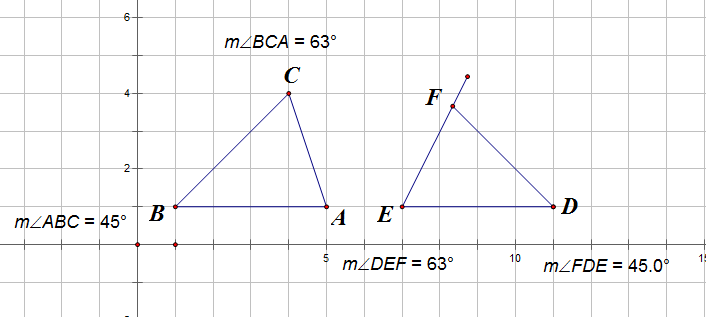 6
m∠BCA = 63°
C
4
F
2
B
A
E
D
m∠ABC = 45°
5
m∠DEF = 63°
10
m∠FDE = 45.0°